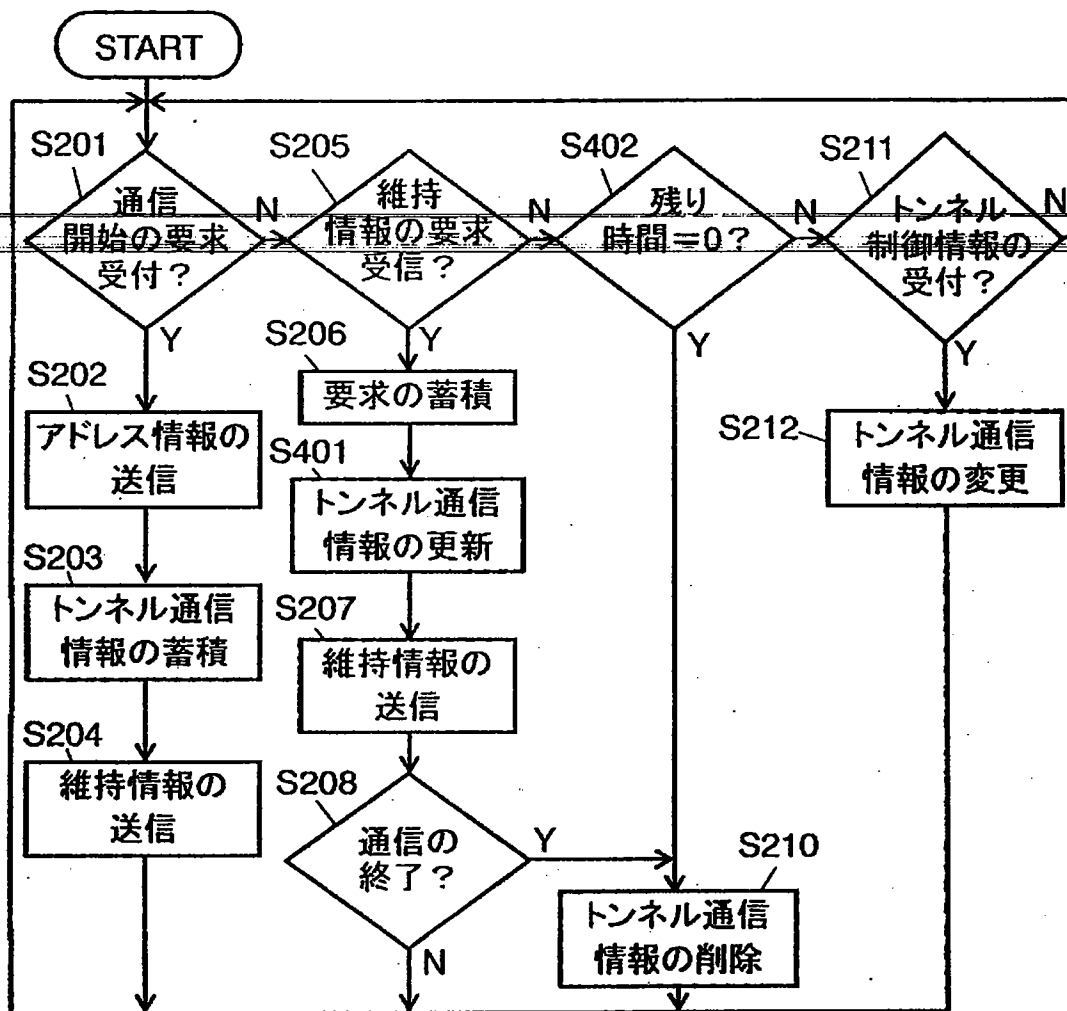 START
S201
通信
開始の要求
受付？
N
Y
S205
維持
情報の要求
受信？
N
Y
S402
残り
時間＝0？
N
Y
S211
トンネル
制御情報の
受付？
N
Y
S202
アドレス情報の
送信
S203
トンネル通信
情報の蓄積
S204
維持情報の
送信
S206
要求の蓄積
S401
トンネル通信
情報の更新
S207
維持情報の
送信
S208
通信の
終了？
Y
N
S210
トンネル通信
情報の削除
S212
トンネル通信
情報の変更